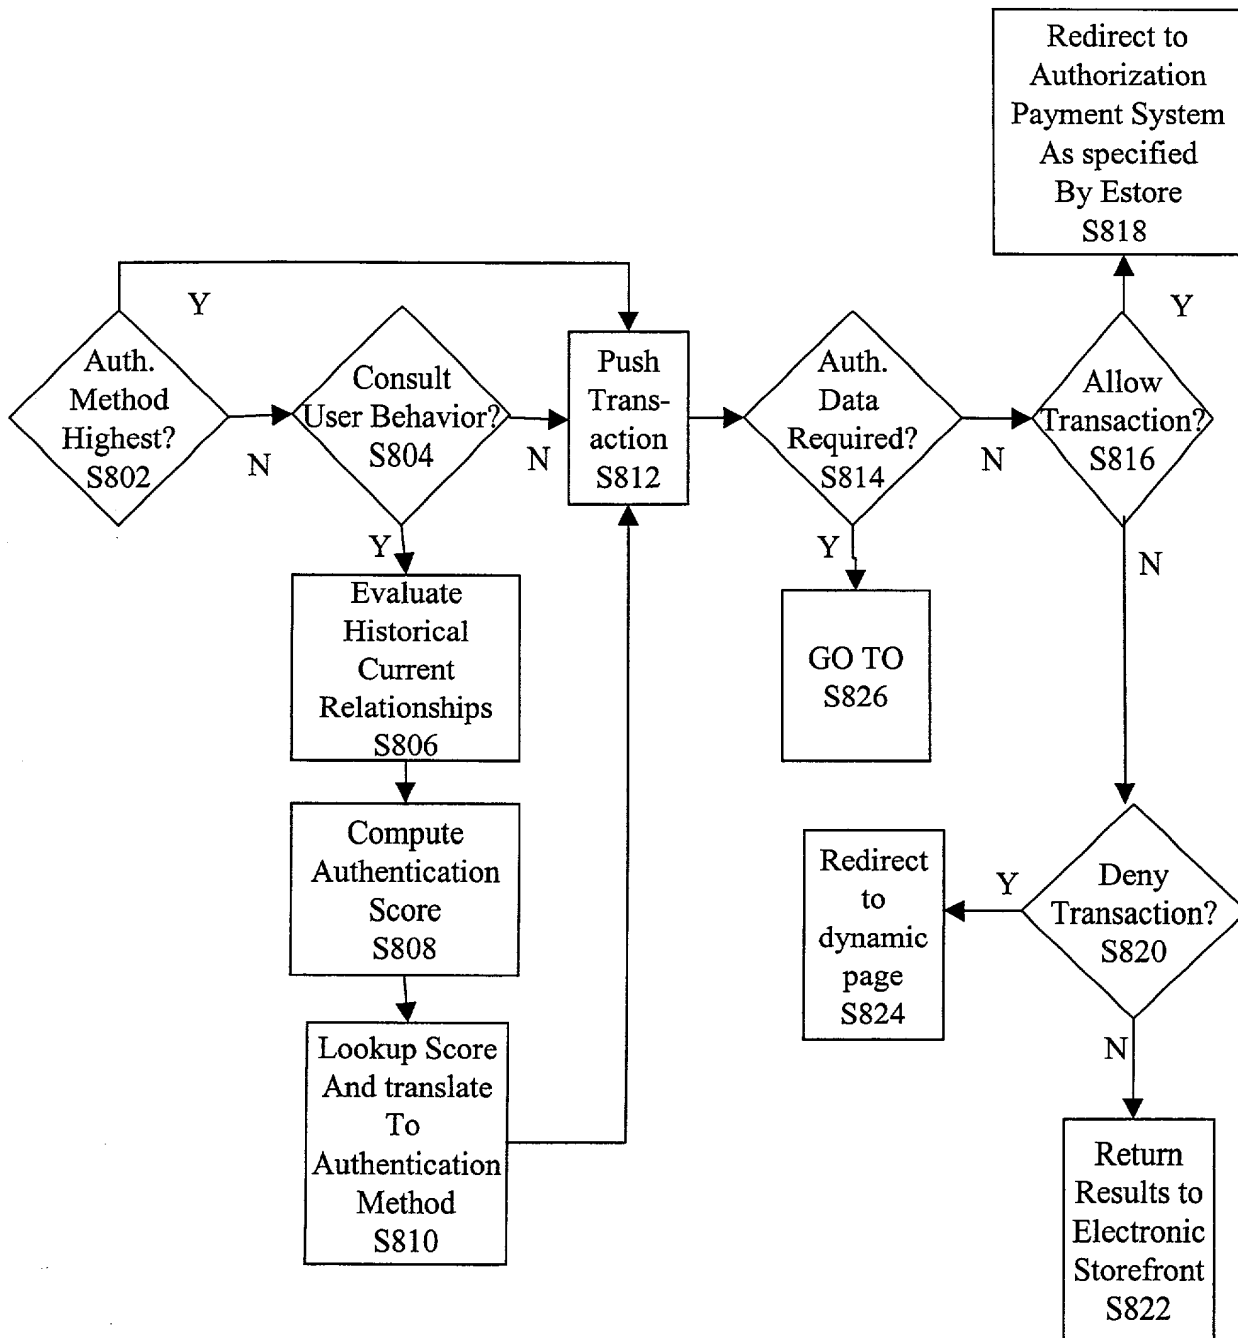 Redirect to
Authorization
Payment System
As specified
By Estore
S818
Y
Auth.
Method
Highest?
S802
N
Y
Consult
User Behavior?
S804
N
Y
Push
Trans-
action
S812
Auth.
Data
Required?
S814
N
Y
Allow
Transaction?
S816
Y
N
Evaluate
Historical
Current
Relationships
S806
GO TO
S826
Compute
Authentication
Score
S808
Redirect
to
dynamic
page
S824
Y
Deny
Transaction?
S820
N
Lookup Score
And translate
To
Authentication
Method
S810
Return
Results to
Electronic
Storefront
S822